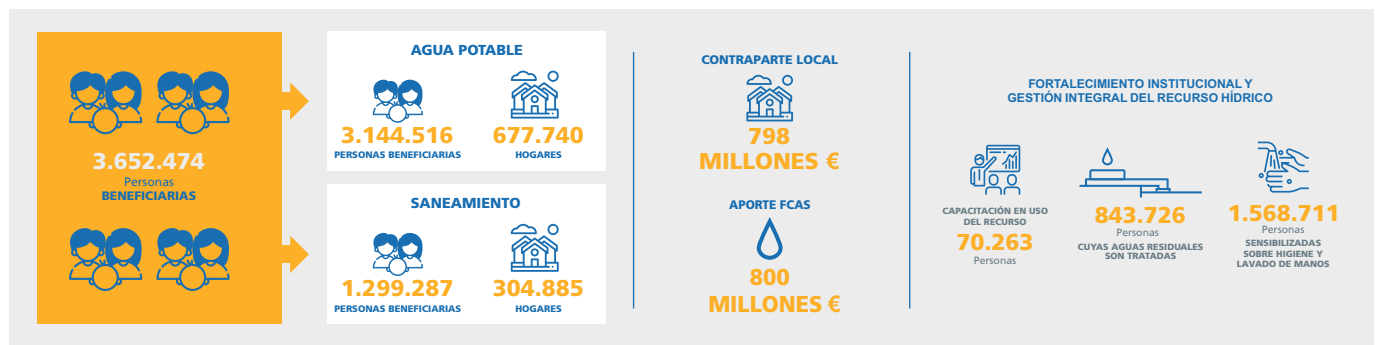 3.652.474
Personas
BENEFICIARIAS
AGUA POTABLE
3.144.516
PERSONAS BENEFICIARIAS
677.740
HOGARES
SANEAMIENTO
1.299.287
PERSONAS BENEFICIARIAS
304.885
HOGARES
CONTRAPARTE LOCAL
798
MILLONES €
APORTE FCAS
800
MILLONES €
FORTALECIMIENTO INSTITUCIONAL Y
GESTIÓN INTEGRAL DEL RECURSO HÍDRICO
CAPACITACIÓN EN USO
DEL RECURSO
70.263
Personas
843.726
Personas
CUYAS AGUAS RESIDUALES
SON TRATADAS
1.568.711
Personas
SENSIBILIZADAS
SOBRE HIGIENE Y
LAVADO DE MANOS